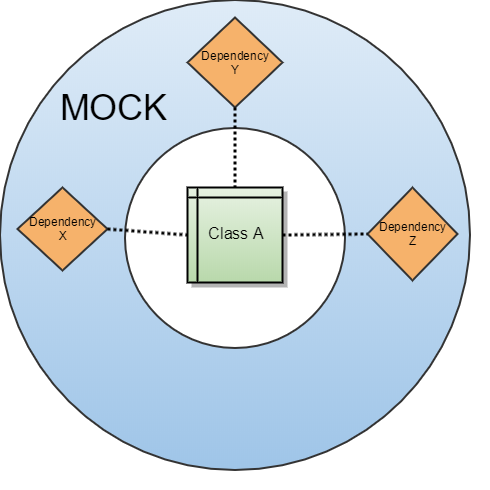 Dependency
Y
MOCK
Dependency
X
Class A
Dependency
Z